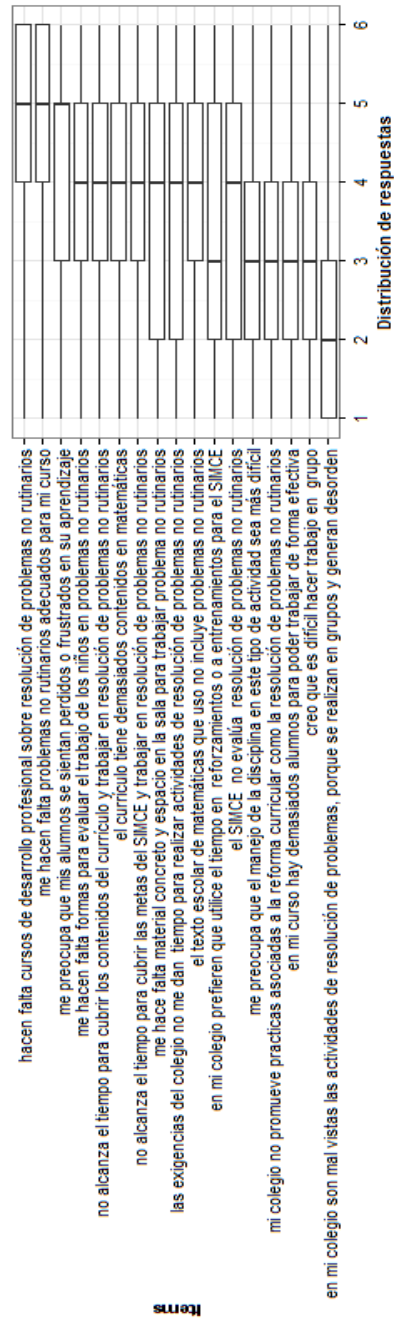 Items
hacen falta cursos de desarrollo profesional sobre resolución de problemas no rutinarios
me hacen falta problemas no rutinarios adecuados para mi curso
me preocupa que mis alumnos se sientan perdidos o frustrados en su aprendizaje
me hacen falta formas para evaluar el trabajo de los niños en problemas no rutinarios
no alcanza el tiempo para cubrir los contenidos del currículo y trabajar en resolución de problemas no rutinarios
el currículo tiene demasiados contenidos en matemáticas
no alcanza el tiempo para cubrir las metas del SIMCE y trabajar en resolución de problemas no rutinarios
me hace falta material concreto y espacio en la sala para trabajar problema no rutinarios
las exigencias del colegio no me dan tiempo para realizar actividades de resolución de problemas no rutinarios
el texto escolar de matemáticas que uso no incluye problemas no rutinarios
en mi colegio prefieren que utilice el tiempo en reforzamientos o a entrenamientos para el SIMCE
el SIMCE no evalúa resolución de problemas no rutinarios
me preocupa que el manejo de la disciplina en este tipo de actividad sea más difícil
mi colegio no promueve practicas asociadas a la reforma curricular como la resolución de problemas no rutinarios
en mi curso hay demasiados alumnos para poder trabajar de forma efectiva
creo que es difícil hacer trabajo en grupo
en mi colegio son mal vistas las actividades de resolución de problemas, porque se realizan en grupos y generan desorden
1 2 3 4 5 6
Distribución de respuestas